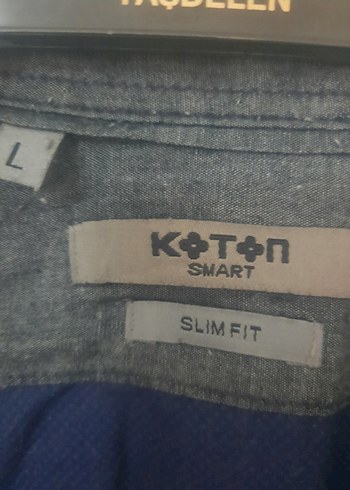 TAŞDELEN
L
KOTON
SMART
SLIM FIT